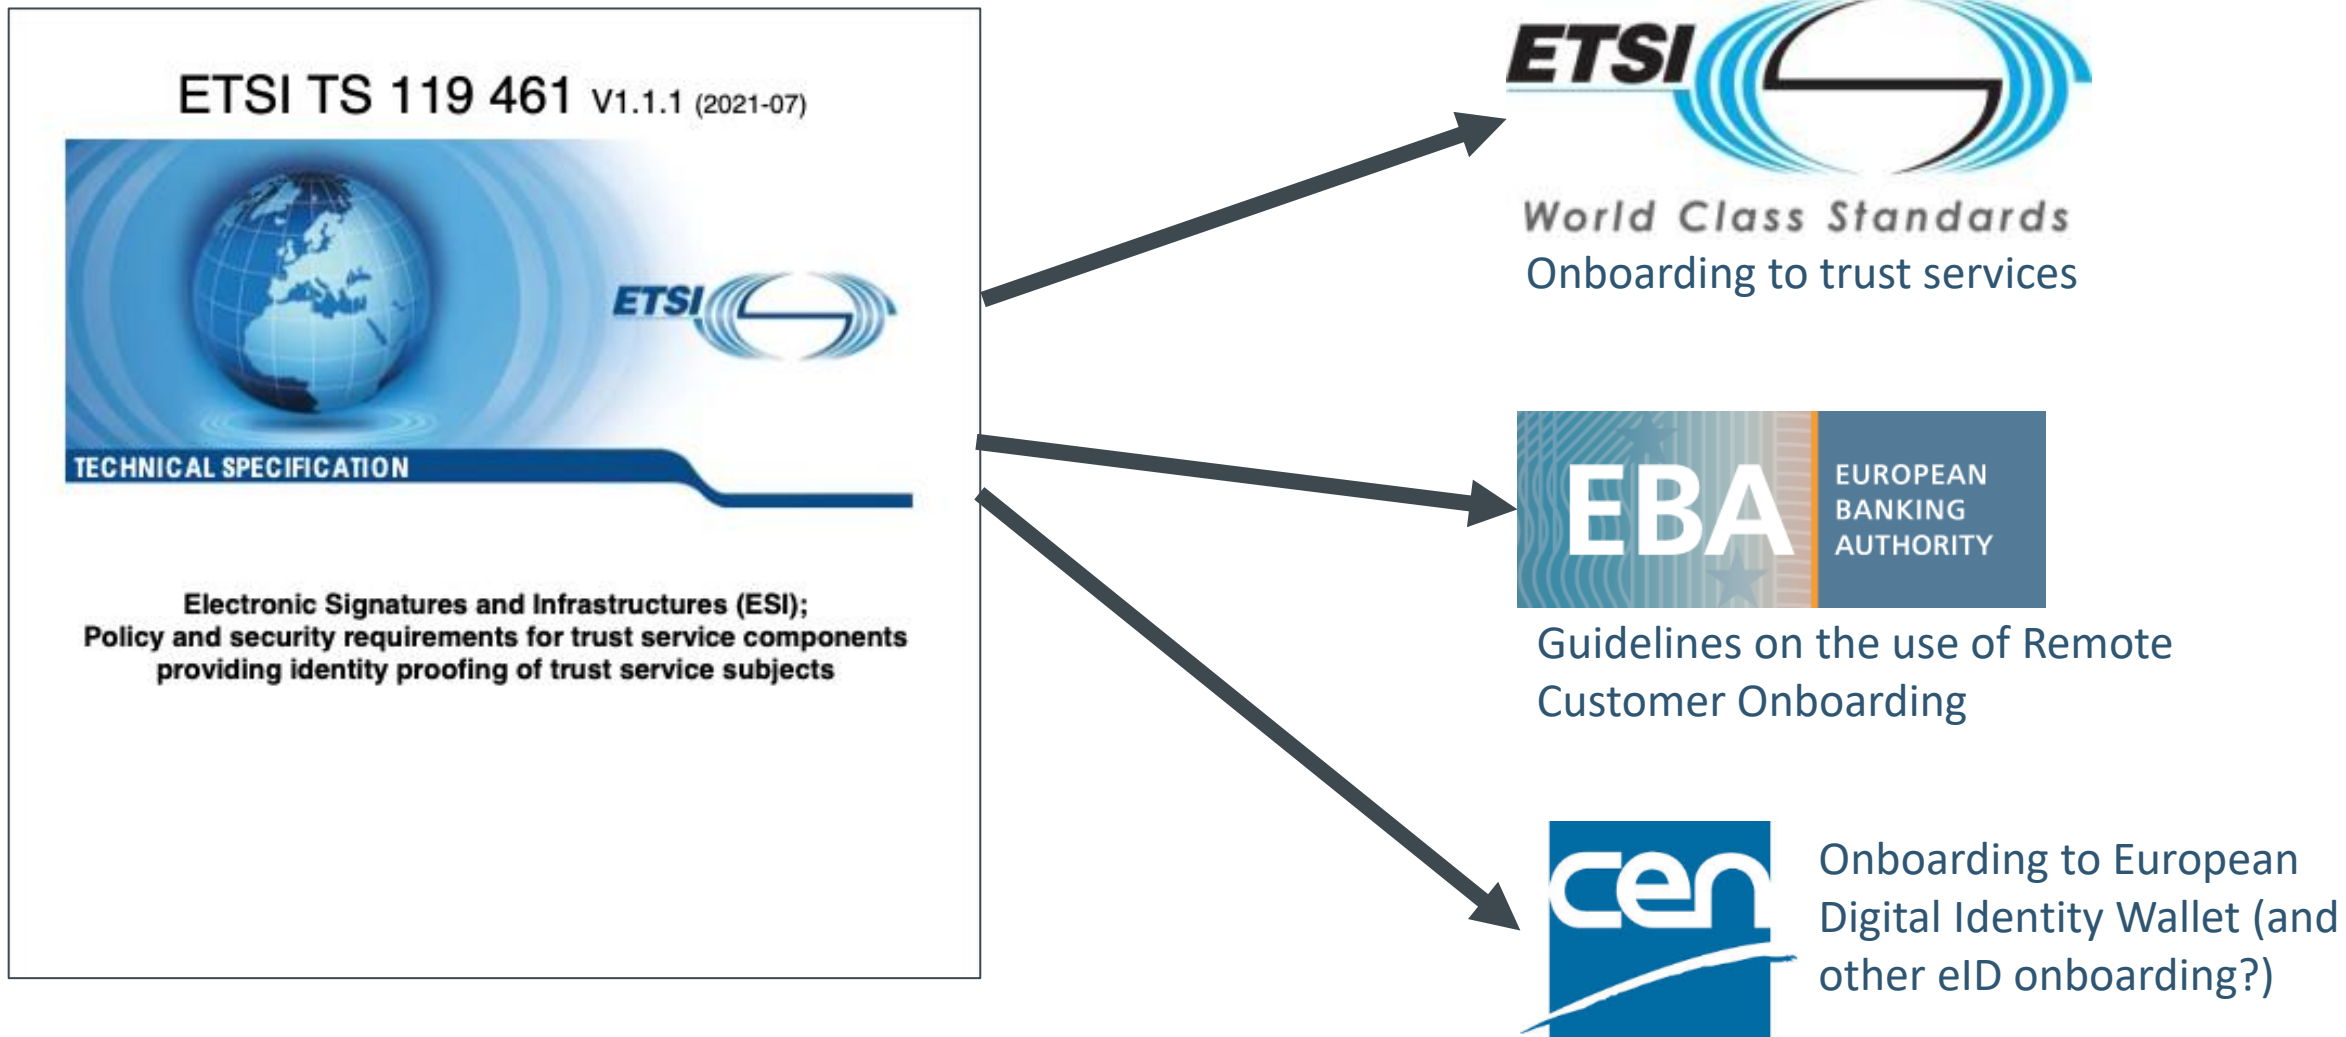 ETSI TS 119 461 V1.1.1 (2021-07)
ETSI
TECHNICAL SPECIFICATION
Electronic Signatures and Infrastructures (ESI);
Policy and security requirements for trust service components
providing identity proofing of trust service subjects
ETSI
World Class Standards
Onboarding to trust services
EBA
EUROPEAN
BANKING
AUTHORITY
Guidelines on the use of Remote
Customer Onboarding
cen
Onboarding to European
Digital Identity Wallet (and
other eID onboarding?)